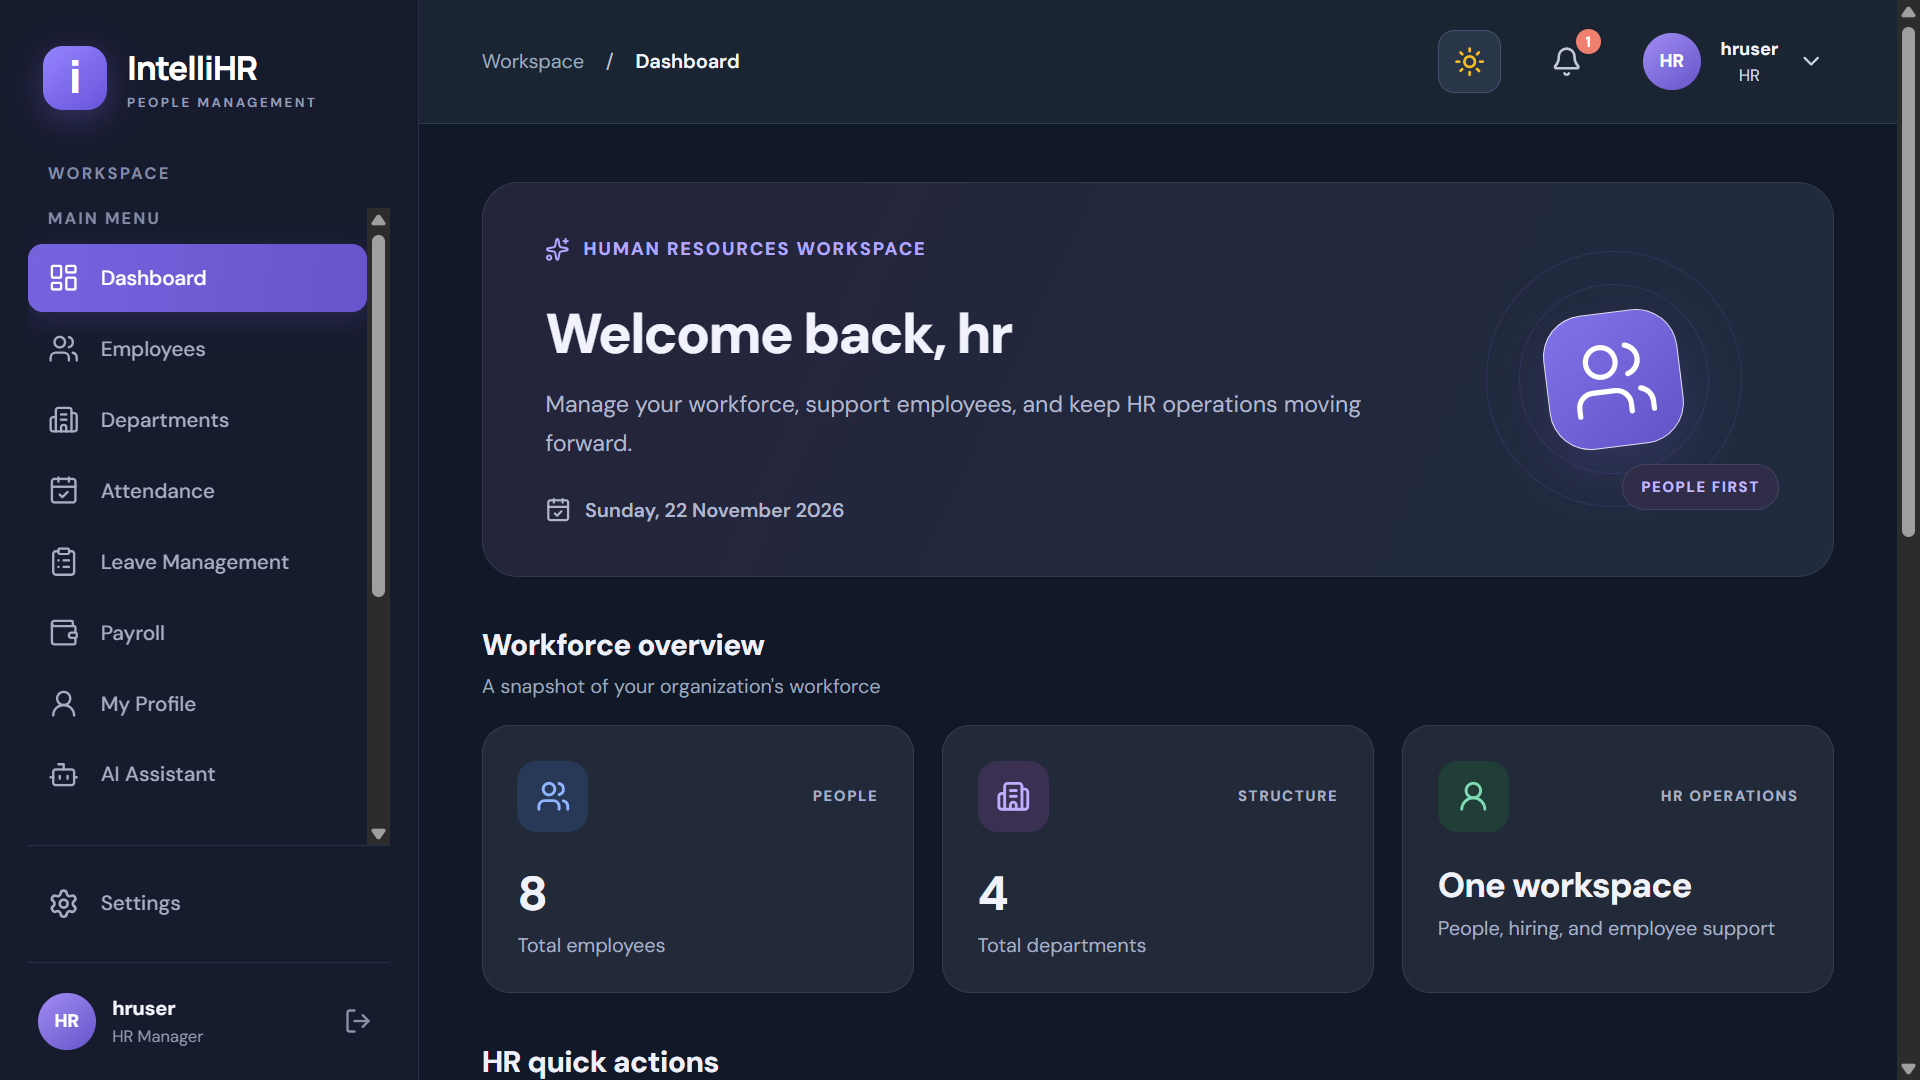 i
IntelliHR
PEOPLE MANAGEMENT
WORKSPACE
MAIN MENU
Dashboard
Employees
Departments
Attendance
Leave Management
Payroll
My Profile
AI Assistant
Settings
HR
hruser
HR Manager
Workspace / Dashboard
1
HR
hruser
HR
HUMAN RESOURCES WORKSPACE
Welcome back, hr
Manage your workforce, support employees, and keep HR operations moving
forward.
Sunday, 22 November 2026
PEOPLE FIRST
Workforce overview
A snapshot of your organization's workforce
PEOPLE
8
Total employees
STRUCTURE
4
Total departments
HR OPERATIONS
One workspace
People, hiring, and employee support
HR quick actions